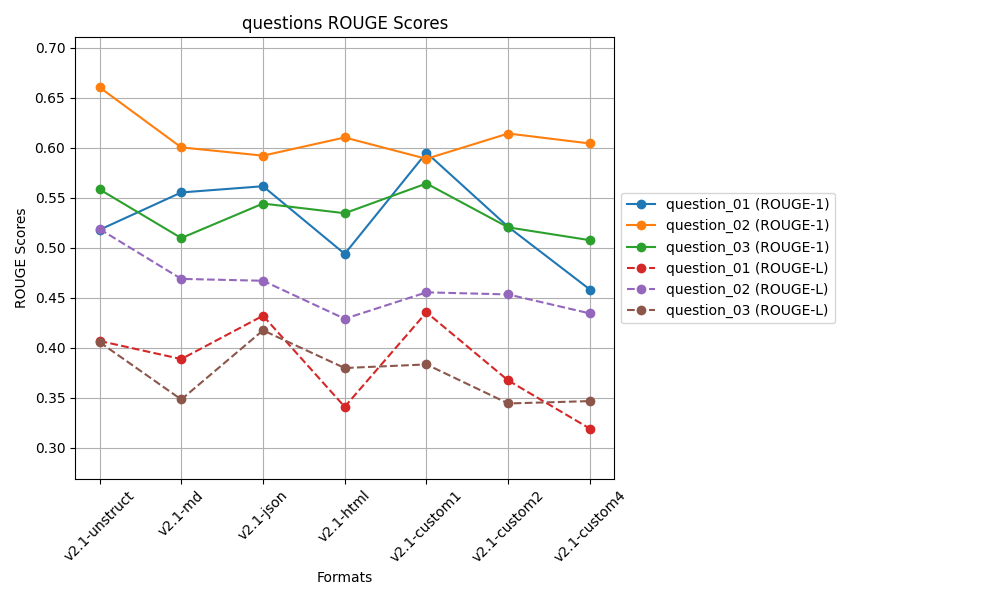 questions ROUGE Scores
ROUGE Scores
0.70
0.65
0.60
0.55
0.50
0.45
0.40
0.35
0.30
v2.1-unstruct
v2.1-md
v2.1-json
v2.1-html
v2.1-custom1
v2.1-custom2
v2.1-custom4
Formats
question_01 (ROUGE-1)
question_02 (ROUGE-1)
question_03 (ROUGE-1)
question_01 (ROUGE-L)
question_02 (ROUGE-L)
question_03 (ROUGE-L)